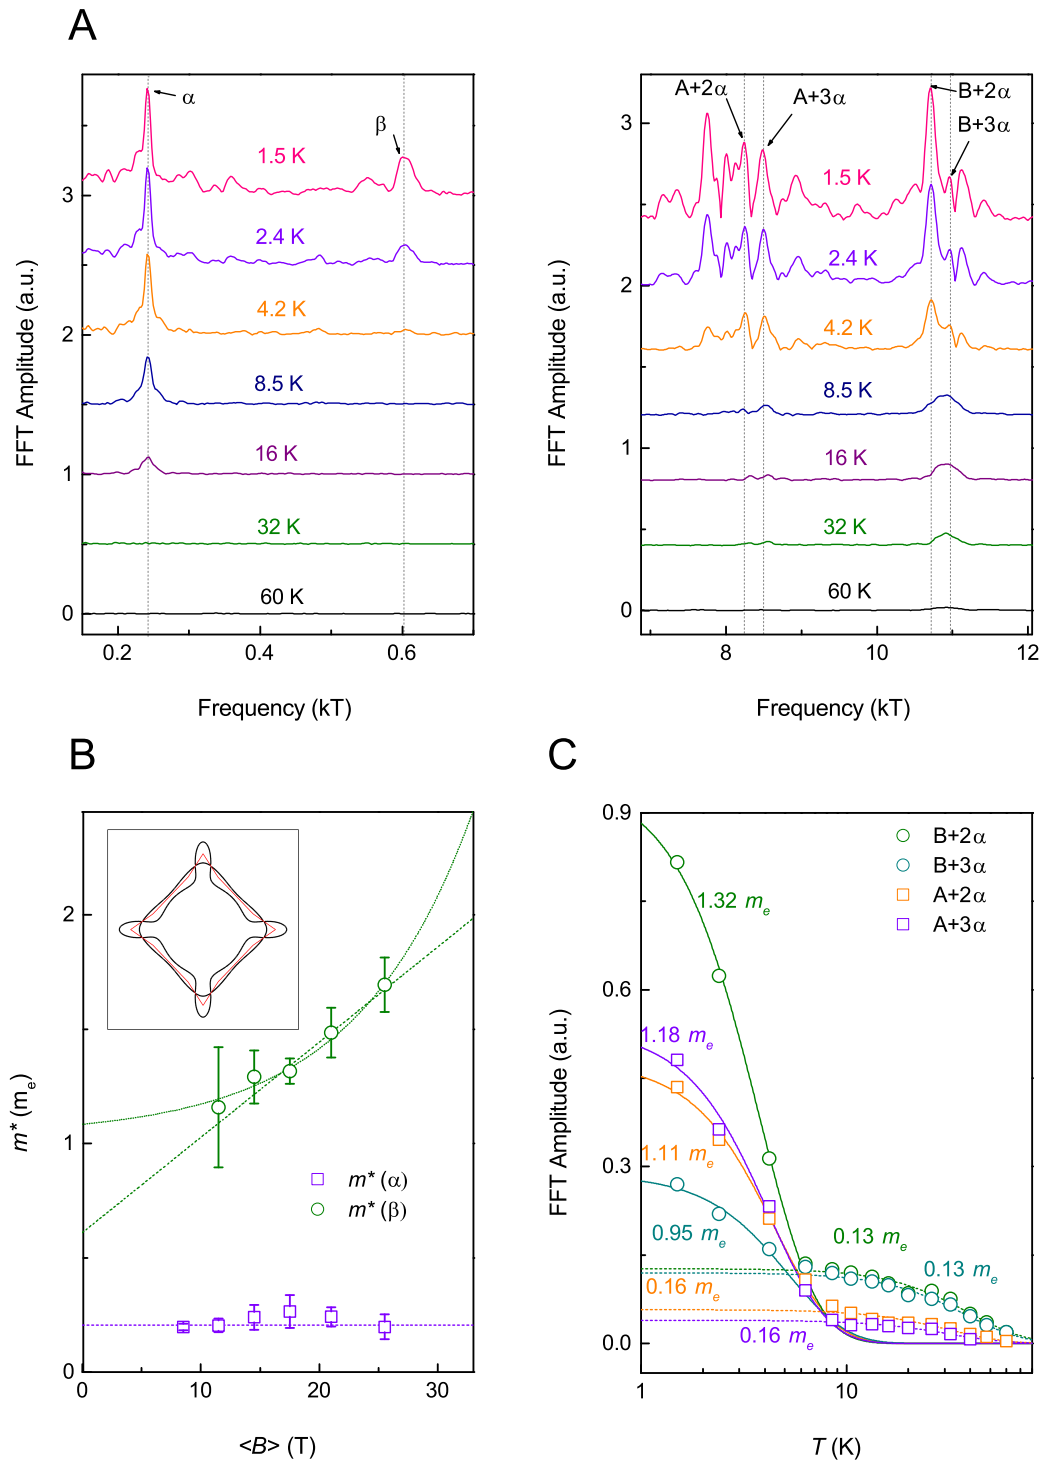 A
α
β
1.5 K
2.4 K
4.2 K
8.5 K
16 K
32 K
60 K
3
2
1
0
0.2
0.4
0.6
FFT Amplitude (a.u.)
Frequency (kT)
A+2α
A+3α
B+2α
B+3α
1.5 K
2.4 K
4.2 K
8.5 K
16 K
32 K
60 K
3
2
1
0
8
10
12
FFT Amplitude (a.u.)
Frequency (kT)
B
m* (α)
m* (β)
2
1
0
0
10
20
30
m* (mₑ)
<B> (T)
C
B+2α
B+3α
A+2α
A+3α
1.32 mₑ
1.18 mₑ
1.11 mₑ
0.95 mₑ
0.13 mₑ
0.13 mₑ
0.16 mₑ
0.16 mₑ
0.9
0.6
0.3
0.0
1
10
FFT Amplitude (a.u.)
T (K)